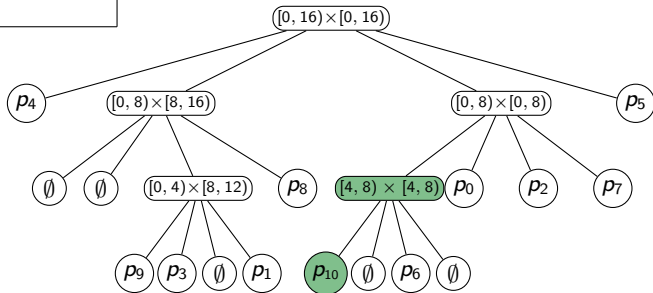 [0, 16)×[0, 16)
p4 [0, 8)×[8, 16) [0, 8)×[0, 8) p5
∅ ∅ [0, 4)×[8, 12) p8 [4, 8) × [4, 8) p0 p2 p7
p9 p3 ∅ p1 p10 ∅ p6 ∅